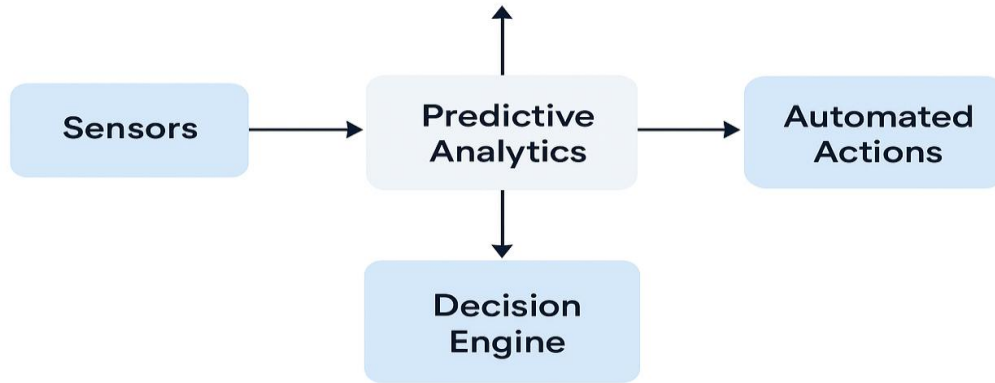 Sensors
Predictive
Analytics
Automated
Actions
Decision
Engine